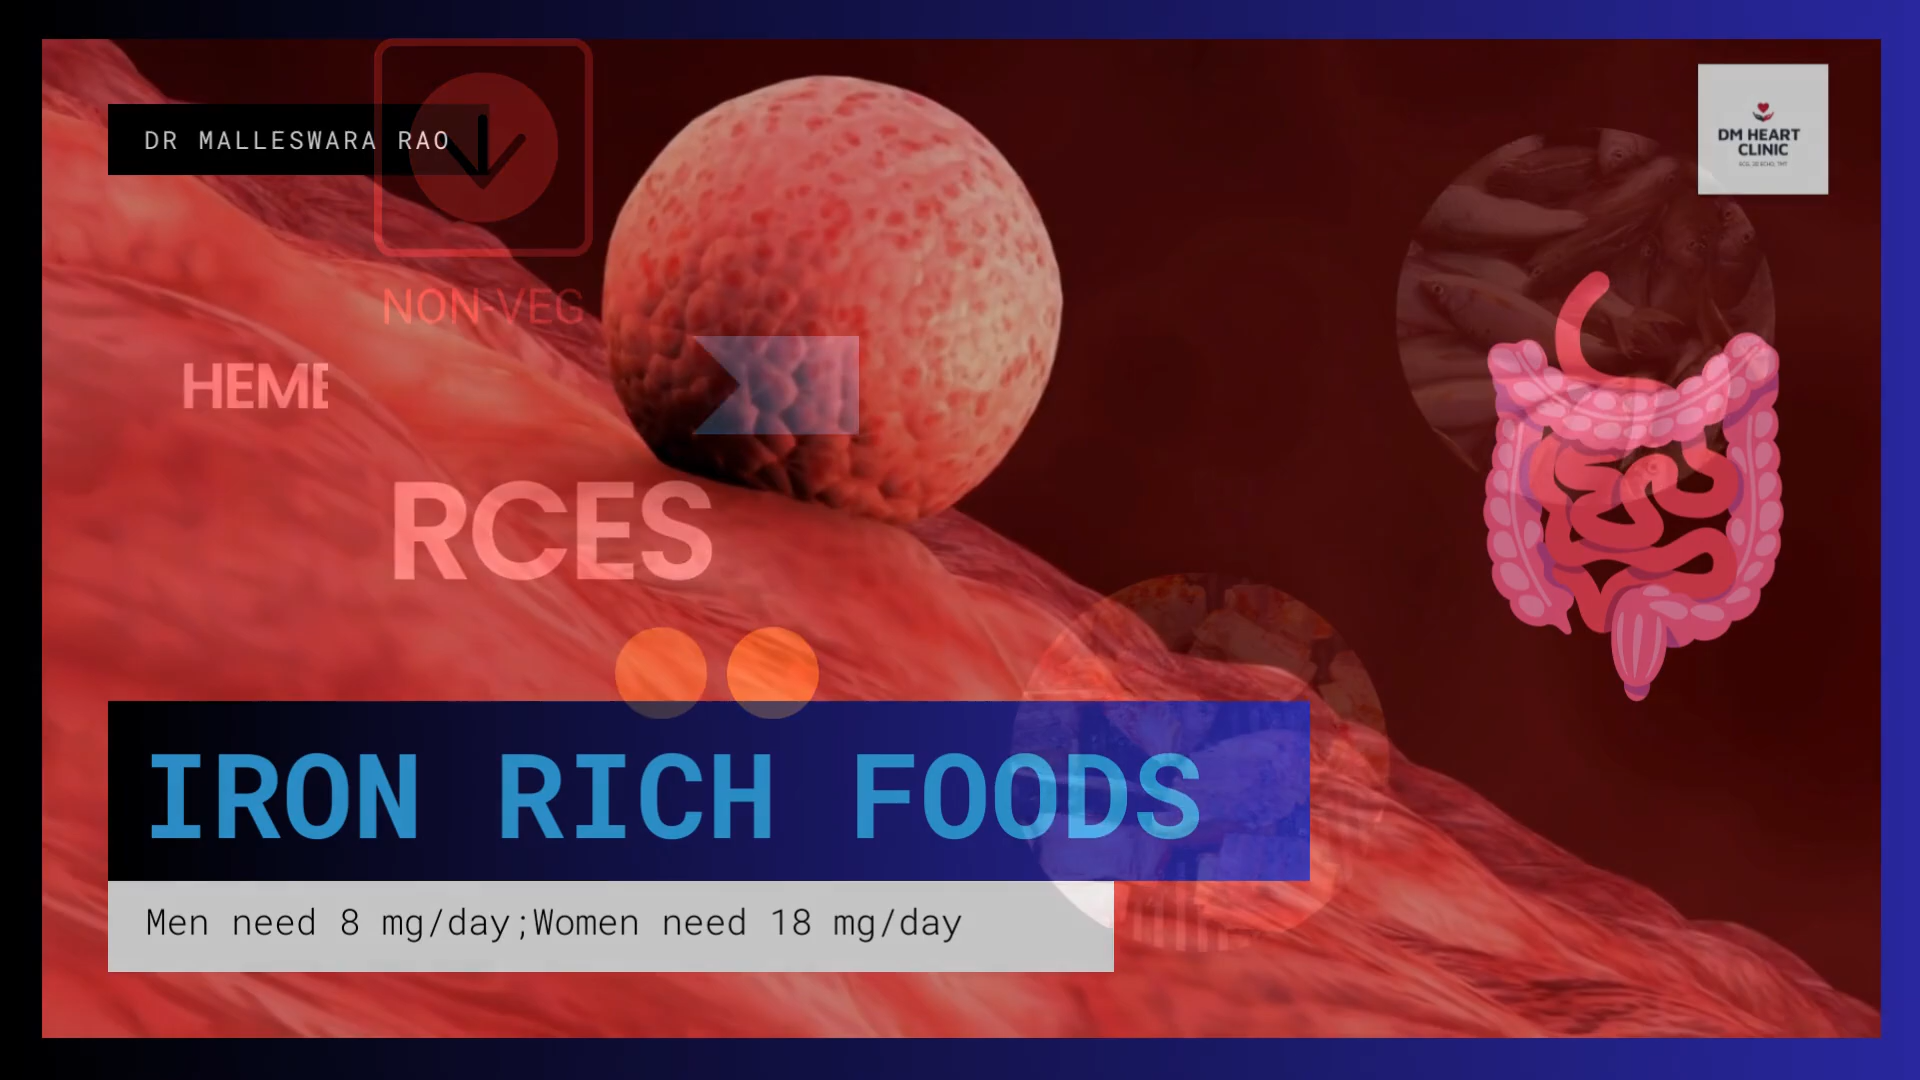 DR MALLESWARA RAO
DM HEART
CLINIC
NON-VEG
HEME
RCES
IRON RICH FOODS
Men need 8 mg/day;Women need 18 mg/day